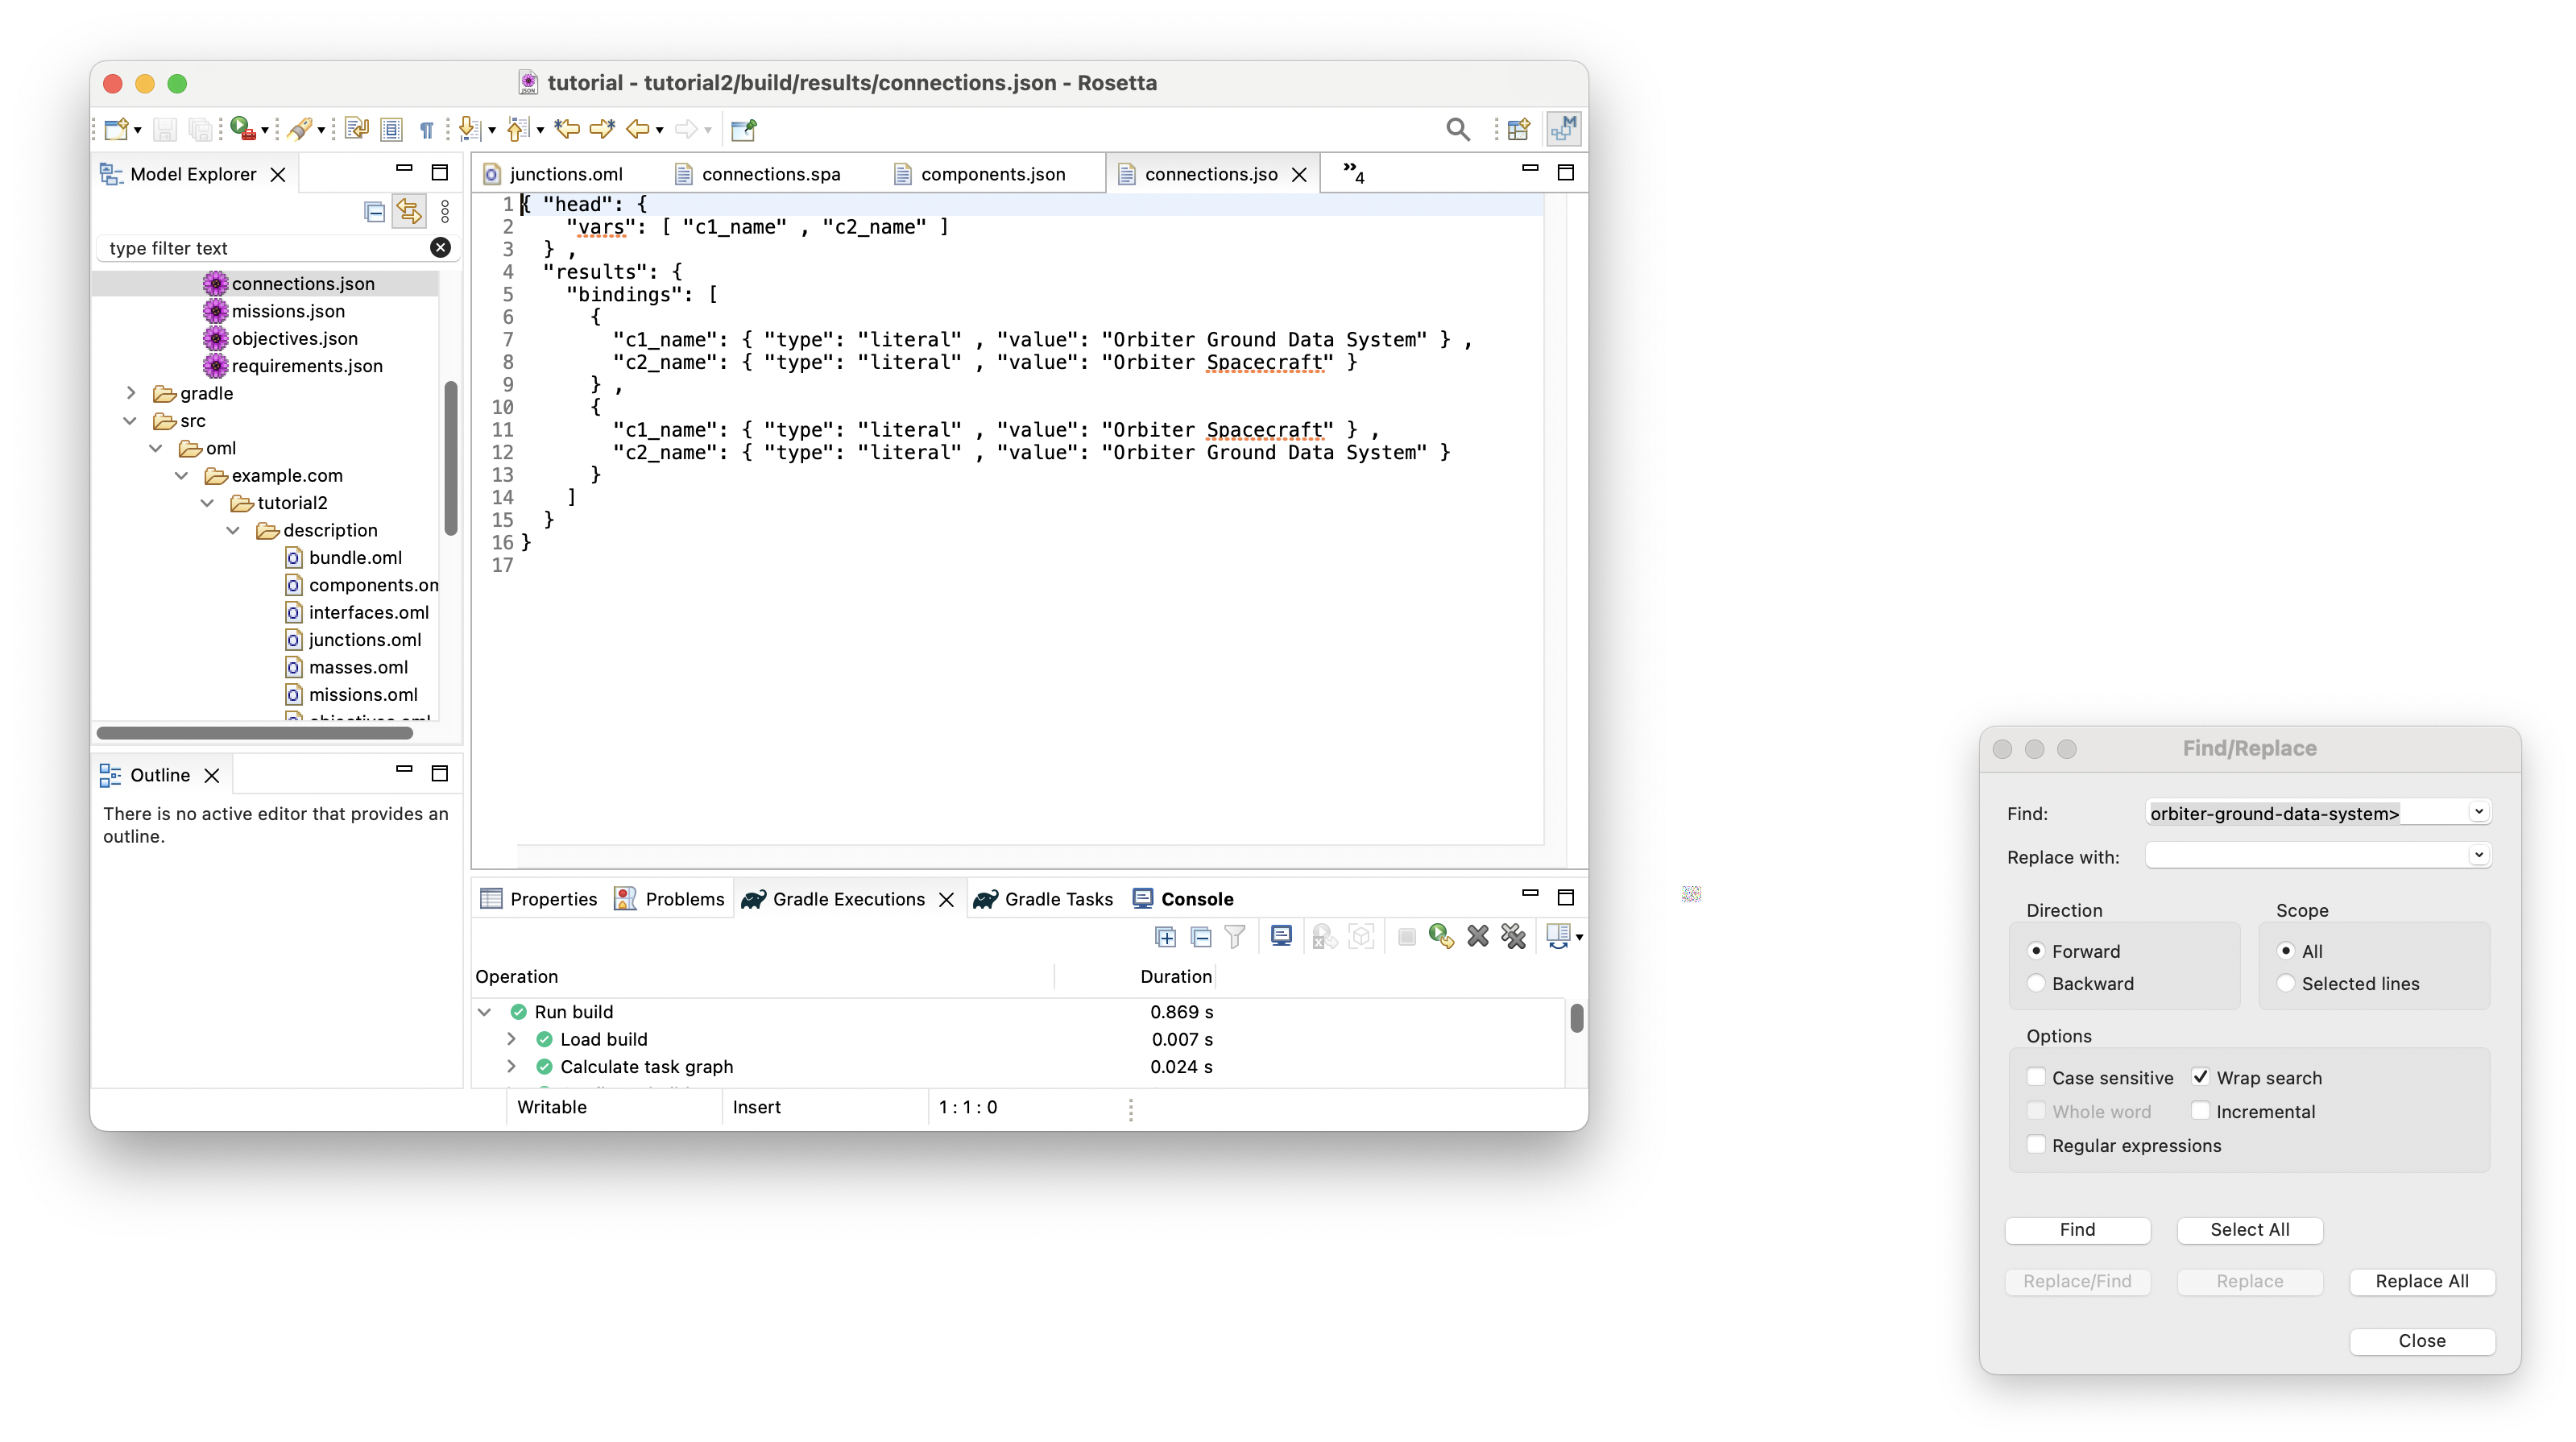 tutorial - tutorial2/build/results/connections.json - Rosetta
Model Explorer
type filter text
connections.json
missions.json
objectives.json
requirements.json
gradle
src
oml
example.com
tutorial2
description
bundle.oml
components.om
interfaces.oml
junctions.oml
masses.oml
missions.oml
Outline
There is no active editor that provides an
outline.
junctions.oml connections.spa components.json connections.jso »4
1 { "head": {
2 "vars": [ "c1_name" , "c2_name" ]
3 } ,
4 "results": {
5 "bindings": [
6 {
7 "c1_name": { "type": "literal" , "value": "Orbiter Ground Data System" } ,
8 "c2_name": { "type": "literal" , "value": "Orbiter Spacecraft" }
9 } ,
10 {
11 "c1_name": { "type": "literal" , "value": "Orbiter Spacecraft" } ,
12 "c2_name": { "type": "literal" , "value": "Orbiter Ground Data System" }
13 }
14 ]
15 }
16 }
17
Properties Problems Gradle Executions Gradle Tasks Console
Operation Duration
Run build 0.869 s
Load build 0.007 s
Calculate task graph 0.024 s
Writable Insert 1 : 1 : 0
Find/Replace
Find: orbiter-ground-data-system>
Replace with:
Direction Scope
Forward All
Backward Selected lines
Options
Case sensitive Wrap search
Whole word Incremental
Regular expressions
Find Select All
Replace/Find Replace Replace All
Close